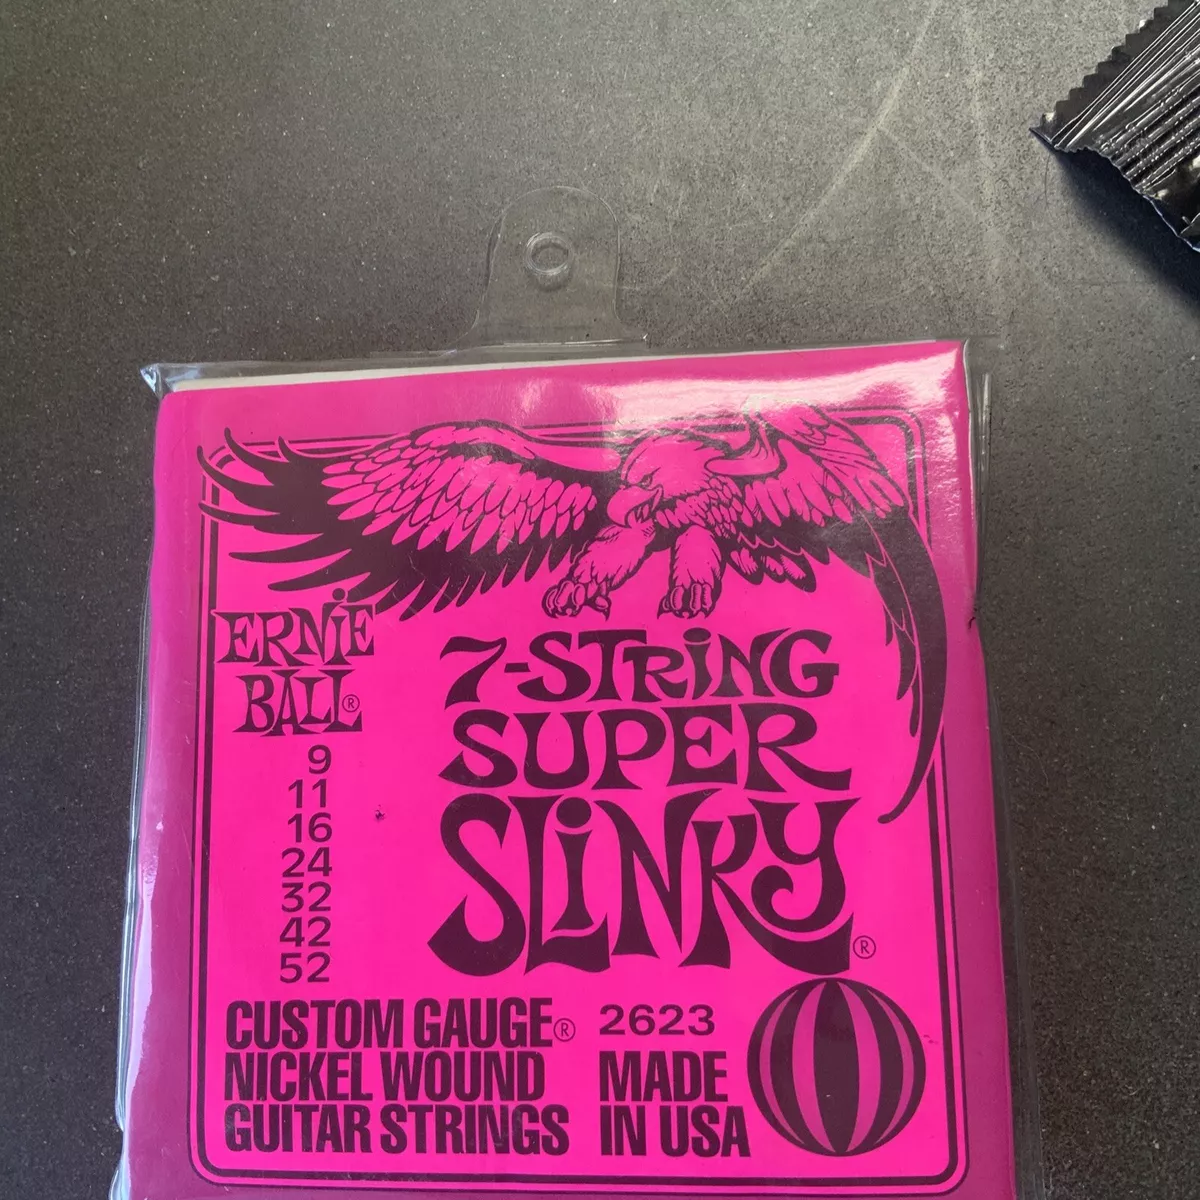 ERNiE
BALL®
7-STRiNG
SUPER
SLiNKY®
9
11
16
24
32
42
52
CUSTOM GAUGE®
NICKEL WOUND
GUITAR STRINGS
2623
MADE
IN USA